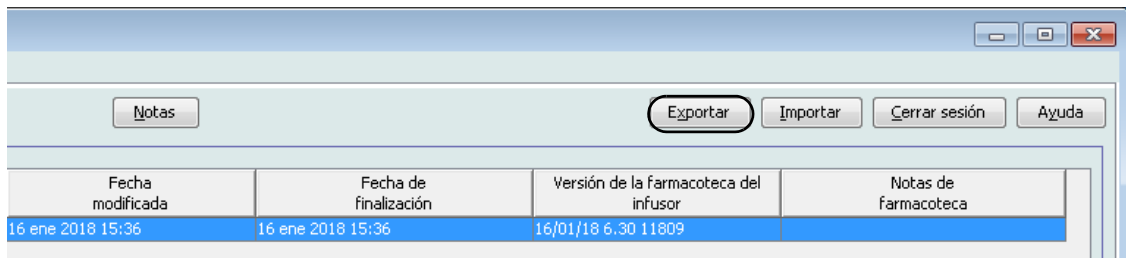 Notas
Exportar
Importar
Cerrar sesión
Ayuda
Fecha
modificada
Fecha de
finalización
Versión de la farmacoteca del
infusor
Notas de
farmacoteca
16 ene 2018 15:36
16 ene 2018 15:36
16/01/18 6.30 11809